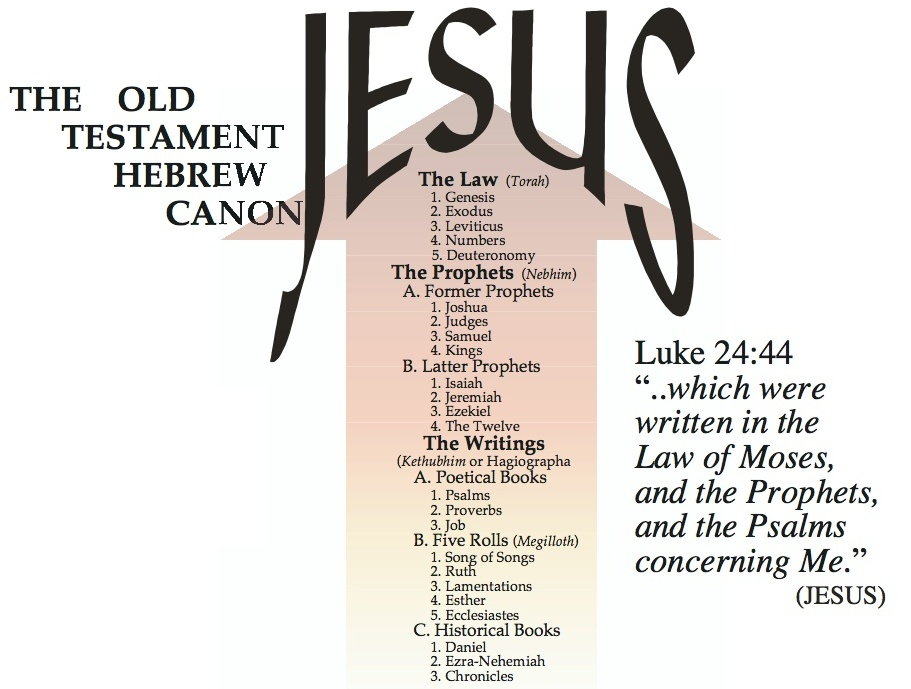 JESUS
THE OLD
TESTAMENT
HEBREW
CANON
The Law (Torah)
1. Genesis
2. Exodus
3. Leviticus
4. Numbers
5. Deuteronomy
The Prophets (Nebhim)
A. Former Prophets
1. Joshua
2. Judges
3. Samuel
4. Kings
B. Latter Prophets
1. Isaiah
2. Jeremiah
3. Ezekiel
4. The Twelve
The Writings
(Kethubhim or Hagiographa
A. Poetical Books
1. Psalms
2. Proverbs
3. Job
B. Five Rolls (Megilloth)
1. Song of Songs
2. Ruth
3. Lamentations
4. Esther
5. Ecclesiastes
C. Historical Books
1. Daniel
2. Ezra-Nehemiah
3. Chronicles
Luke 24:44
“..which were
written in the
Law of Moses,
and the Prophets,
and the Psalms
concerning Me.”
(JESUS)